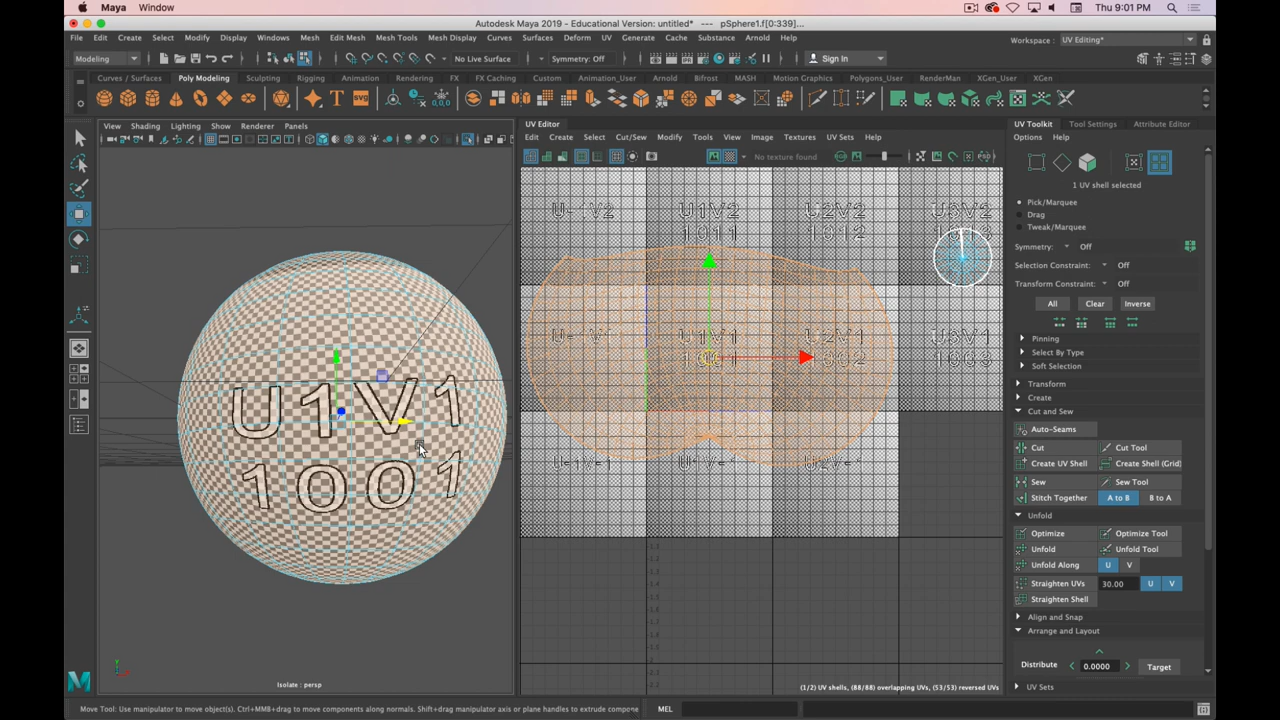 Maya Window Thu 9:01 PM
Autodesk Maya 2019 - Educational Version: untitled* --- pSphere1.f[0:339]...
File Edit Create Select Modify Display Windows Mesh Edit Mesh Mesh Tools Mesh Display Curves Surfaces Deform UV Generate Cache Substance Arnold Help Workspace : UV Editing*
Modeling No Live Surface Symmetry: Off Sign In
Curves / Surfaces Poly Modeling Sculpting Rigging Animation Rendering FX FX Caching Custom Animation_User Arnold Bifrost MASH Motion Graphics Polygons_User RenderMan XGen_User XGen
View Shading Lighting Show Renderer Panels
UV Editor
Edit Create Select Cut/Sew Modify Tools View Image Textures UV Sets Help
No texture found
UV Toolkit Tool Settings Attribute Editor
Options Help
1 UV shell selected
Pick/Marquee
Drag
Tweak/Marquee
Symmetry: Off
Selection Constraint: Off
Transform Constraint: Off
All Clear Inverse
Pinning
Select By Type
Soft Selection
Transform
Create
Cut and Sew
Auto-Seams
Cut Cut Tool
Create UV Shell Create Shell (Grid)
Sew Sew Tool
Stitch Together A to B B to A
Unfold
Optimize Optimize Tool
Unfold Unfold Tool
Unfold Along U V
Straighten UVs 30.00 U V
Straighten Shell
Align and Snap
Arrange and Layout
Distribute 0.0000 Target
UV Sets
U-1V2 U1V2 U2V2 U3V2
1011 1012
U1V1 U3V1
1001 1003
U-1V-1 U1V-1 U2V-1
U1V1
1001
Isolate : persp
(1/2) UV shells, (88/88) overlapping UVs, (53/53) reversed UVs
Move Tool: Use manipulator to move object(s). Ctrl+MMB+drag to move components along normals. Shift+drag manipulator axis or plane handles to extrude compone
MEL